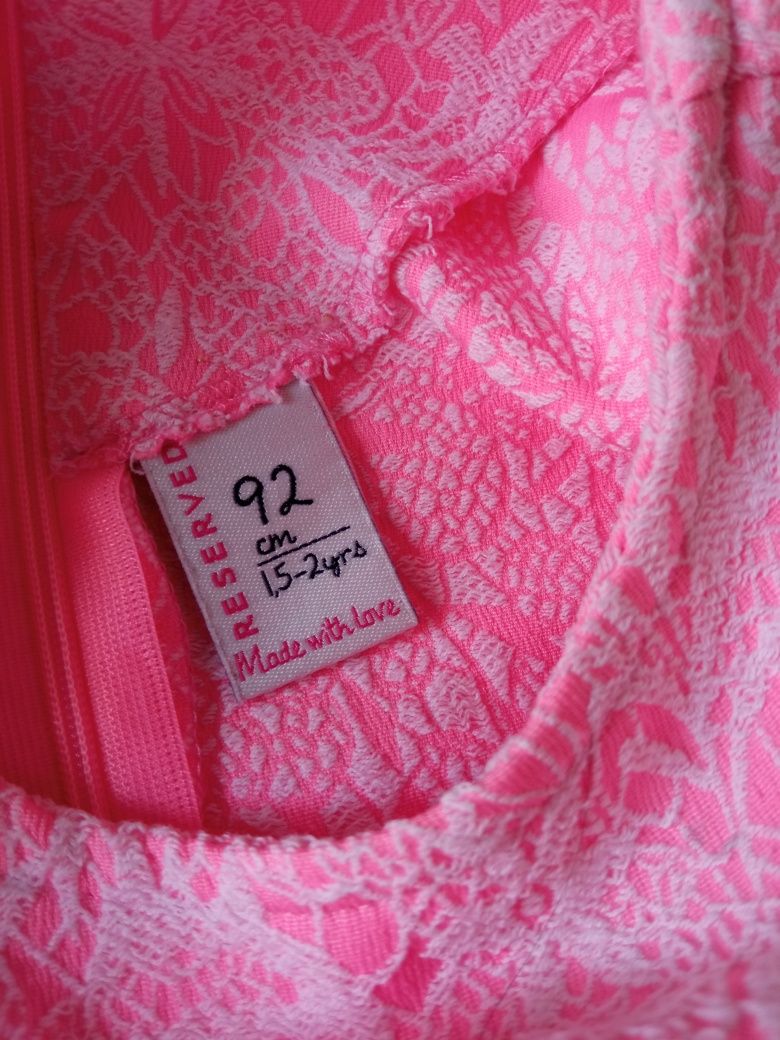 RESERVED
92
cm
1,5-2yrs
Made with love